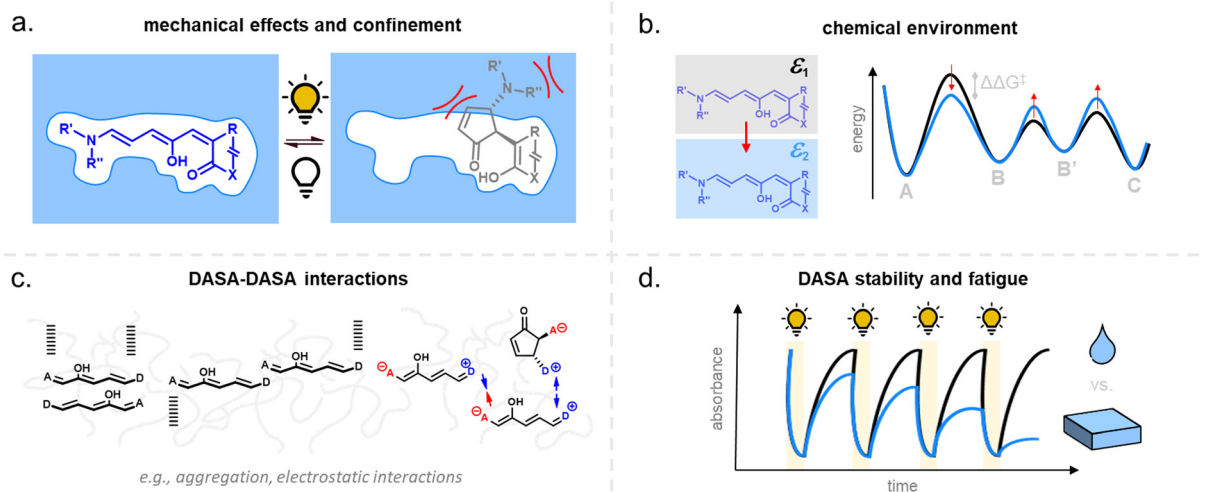 a.
mechanical effects and confinement
R'
N
R"
OH
O
R
X
R'
N
R"
O
R
HO
X
b.
chemical environment
ℰ1
R'
N
R"
OH
O
R
X
ℰ2
R'
N
R"
OH
O
R
X
energy
ΔΔG‡
A
B
B'
C
c.
DASA-DASA interactions
OH
A
D
D
OH
A
OH
A
D
OH
A
D
⊖A
OH
D
⊕
O
A⊖
D⊕
⊖A
OH
D
⊕
e.g., aggregation, electrostatic interactions
d.
DASA stability and fatigue
absorbance
time
vs.